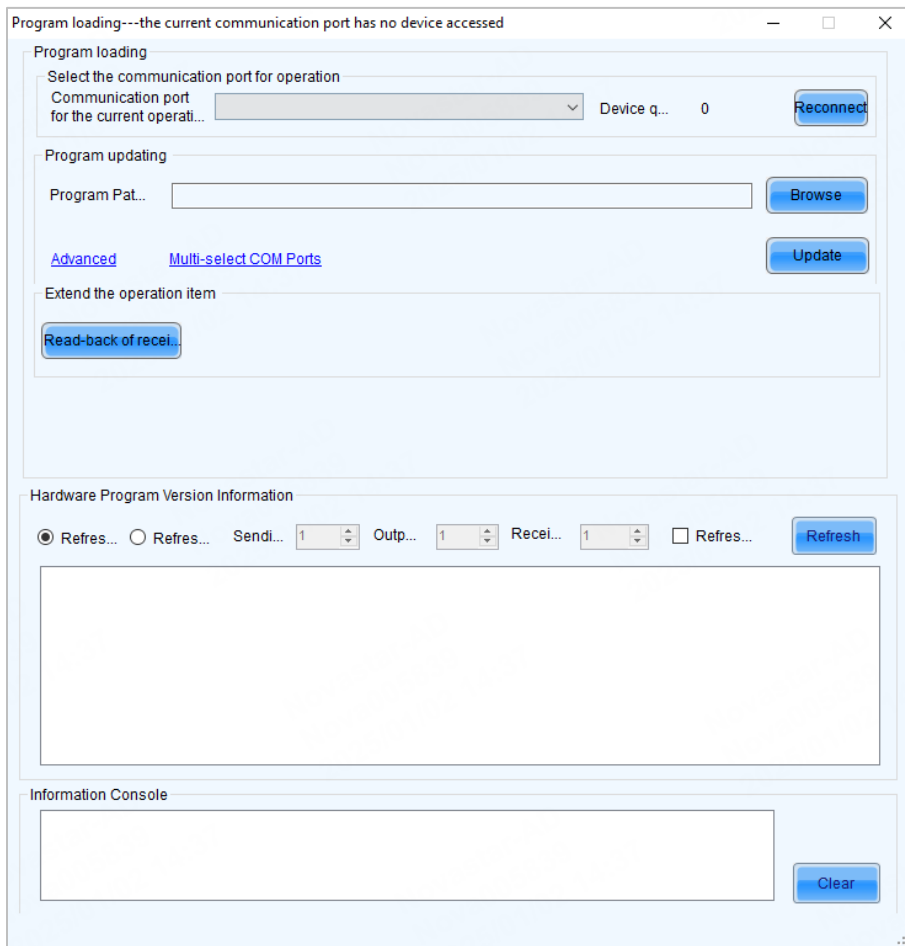 Program loading---the current communication port has no device accessed
Program loading
Select the communication port for operation
Communication port
for the current operati...
Device q... 0
Reconnect
Program updating
Program Pat...
Browse
Advanced Multi-select COM Ports
Update
Extend the operation item
Read-back of recei...
Hardware Program Version Information
Refres... Refres... Sendi... 1 Outp... 1 Recei... 1 Refres... Refresh
Information Console
Clear